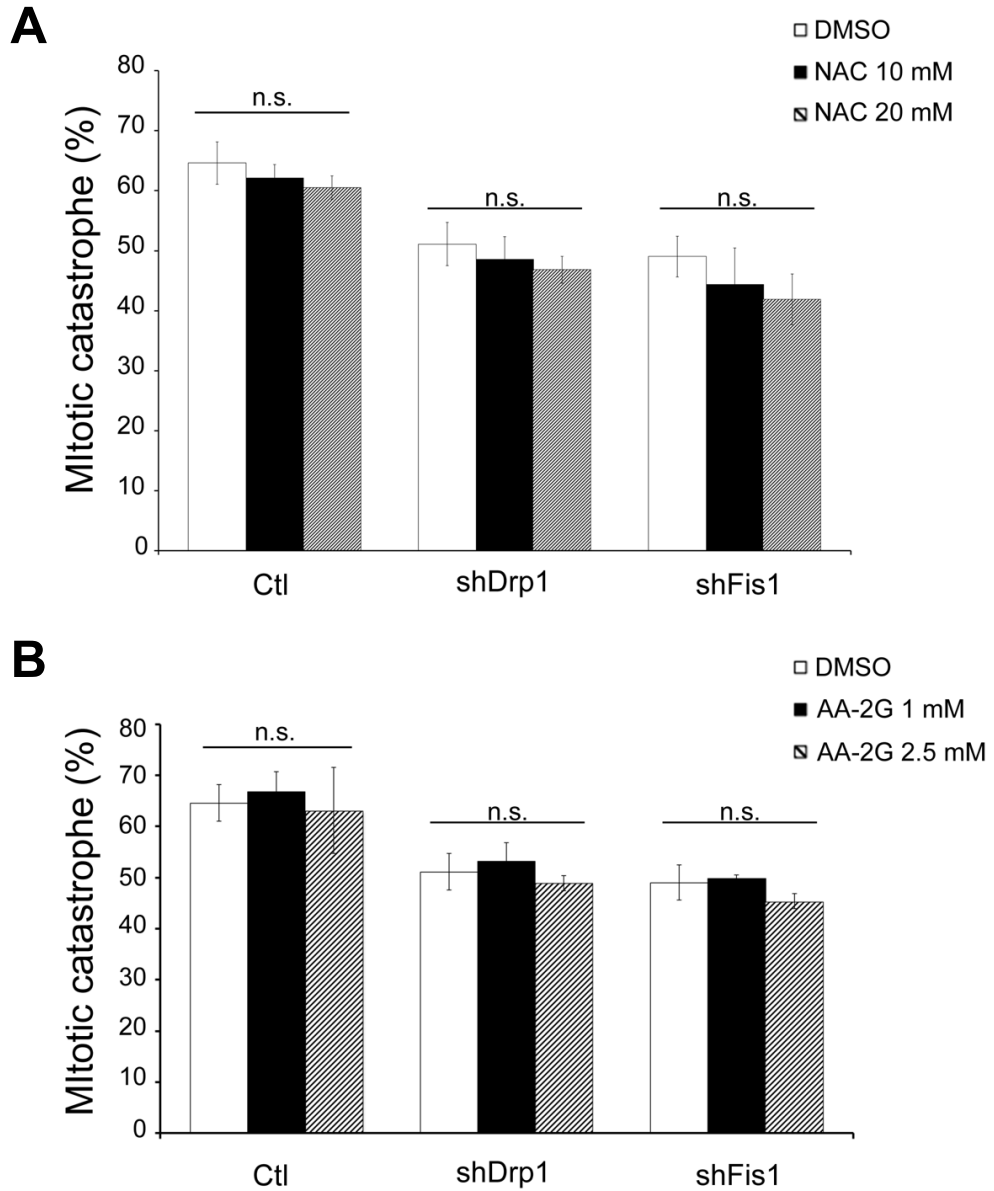 A
DMSO
NAC 10 mM
NAC 20 mM
MItotic catastrophe (%)
80
70
60
50
40
30
20
10
0
n.s.
n.s.
n.s.
Ctl
shDrp1
shFis1
B
DMSO
AA-2G 1 mM
AA-2G 2.5 mM
MItotic catastrophe (%)
80
70
60
50
40
30
20
10
0
n.s.
n.s.
n.s.
Ctl
shDrp1
shFis1